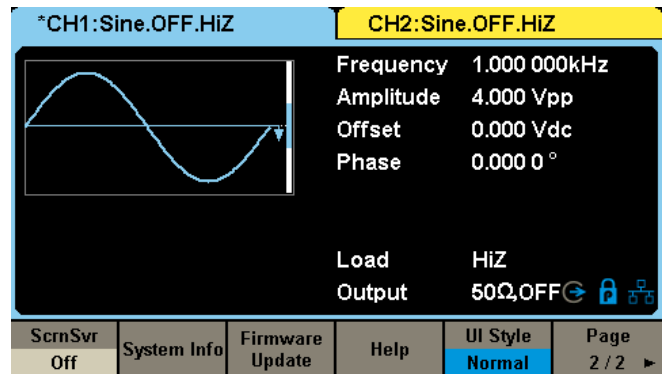 *CH1:Sine.OFF.HiZ
CH2:Sine.OFF.HiZ
Frequency 1.000 000kHz
Amplitude 4.000 Vpp
Offset 0.000 Vdc
Phase 0.000 0 °
Load HiZ
Output 50Ω,OFF
ScrnSvr
Off
System Info
Firmware
Update
Help
UI Style
Normal
Page
2 / 2